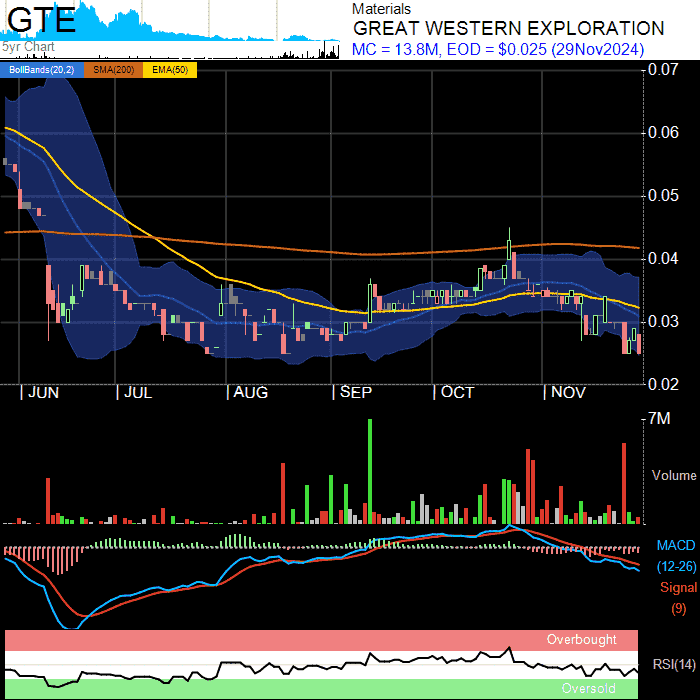 GTE
5yr Chart
Materials
GREAT WESTERN EXPLORATION
MC = 13.8M, EOD = $0.025 (29Nov2024)
BollBands(20,2) SMA(200) EMA(50)
0.07
0.06
0.05
0.04
0.03
0.02
JUN JUL AUG SEP OCT NOV
7M
Volume
MACD
(12-26)
Signal
(9)
Overbought
RSI(14)
Oversold